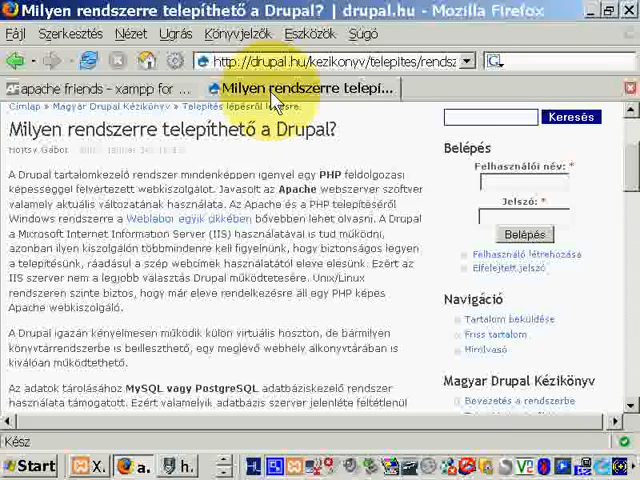 Milyen rendszerre telepíthető a Drupal? | drupal.hu - Mozilla Firefox
Fájl Szerkesztés Nézet Ugrás Könyvjelzők Eszközök Súgó
http://drupal.hu/kezikonyv/telepites/rendsz
apache friends - xampp for ...
Milyen rendszerre telepí...
Címlap » Magyar Drupal Kézikönyv » Telepítés lépésről lépésre
Milyen rendszerre telepíthető a Drupal?
Hojtsy Gábor
A Drupal tartalomkezelő rendszer mindenképpen igényel egy PHP feldolgozási
képességgel felvértezett webkiszolgálót. Javasolt az Apache webszerver szoftver
valamely aktuális változatának használata. Az Apache és a PHP telepítéséről
Windows rendszerre a Weblabor egyik cikkében bővebben lehet olvasni. A Drupal
a Microsoft Internet Information Server (IIS) használatával is tud működni,
azonban ilyen kiszolgálón többmindenre kell figyelnünk, hogy biztonságos legyen
a telepítésünk, ráadásul a szép webcímek használatától eleve elesünk. Ezért az
IIS szerver nem a legjobb választás Drupal működtetésére. Unix/Linux
rendszeren szinte biztos, hogy már eleve rendelkezésre áll egy PHP képes
Apache webkiszolgáló.
A Drupal igazán kényelmesen működik külön virtuális hoszton, de bármilyen
könyvtárrendszerbe is beilleszthető, egy meglévő webhely alkonyvtárában is
kiválóan működtethető.
Az adatok tárolásához MySQL vagy PostgreSQL adatbáziskezelő rendszer
használata támogatott. Ezért valamelyik adatbázis szerver jelenléte feltétlenül
Keresés
Belépés
Felhasználói név: *
Jelszó: *
Belépés
Felhasználó létrehozása
Elfelejtett jelszó
Navigáció
Tartalom beküldése
Friss tartalom
Hírolvasó
Magyar Drupal Kézikönyv
Bevezetés a rendszerbe
Kész
Start
X.
a.
h.